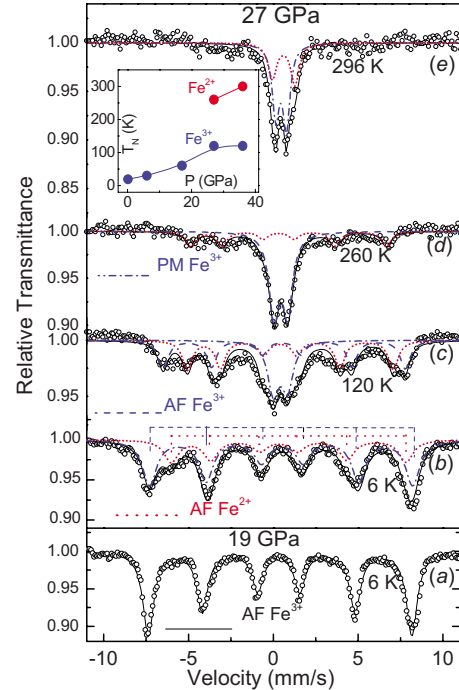 27 GPa
1.00
296 K
(e)
0.95
0.90
0.85
T_N (K)
400
300
200
100
0
Fe²⁺
Fe³⁺
0
20
40
P (GPa)
1.00
260 K
(d)
PM Fe³⁺
0.95
0.90
1.00
(c)
120 K
0.95
AF Fe³⁺
1.00
(b)
0.95
6 K
AF Fe²⁺
0.90
19 GPa
1.00
6 K
(a)
0.95
0.90
AF Fe³⁺
-10
-5
0
5
10
Velocity (mm/s)
Relative Transmittance